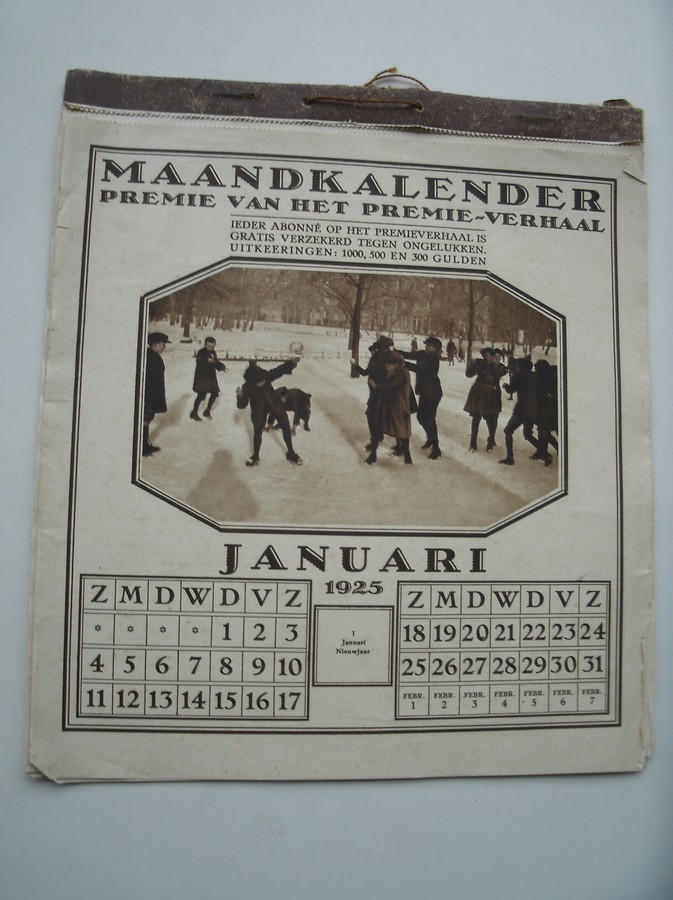 MAANDKALENDER
PREMIE VAN HET PREMIE-VERHAAL
IEDER ABONNÉ OP HET PREMIEVERHAAL IS
GRATIS VERZEKERD TEGEN ONGELUKKEN.
UITKEERINGEN: 1000, 500 EN 300 GULDEN
JANUARI
1925
Z M D W D V Z
* * * * 1 2 3
4 5 6 7 8 9 10
11 12 13 14 15 16 17
1
Januari
Nieuwjaar
Z M D W D V Z
18 19 20 21 22 23 24
25 26 27 28 29 30 31
FEBR. FEBR. FEBR. FEBR. FEBR. FEBR. FEBR.
1 2 3 4 5 6 7